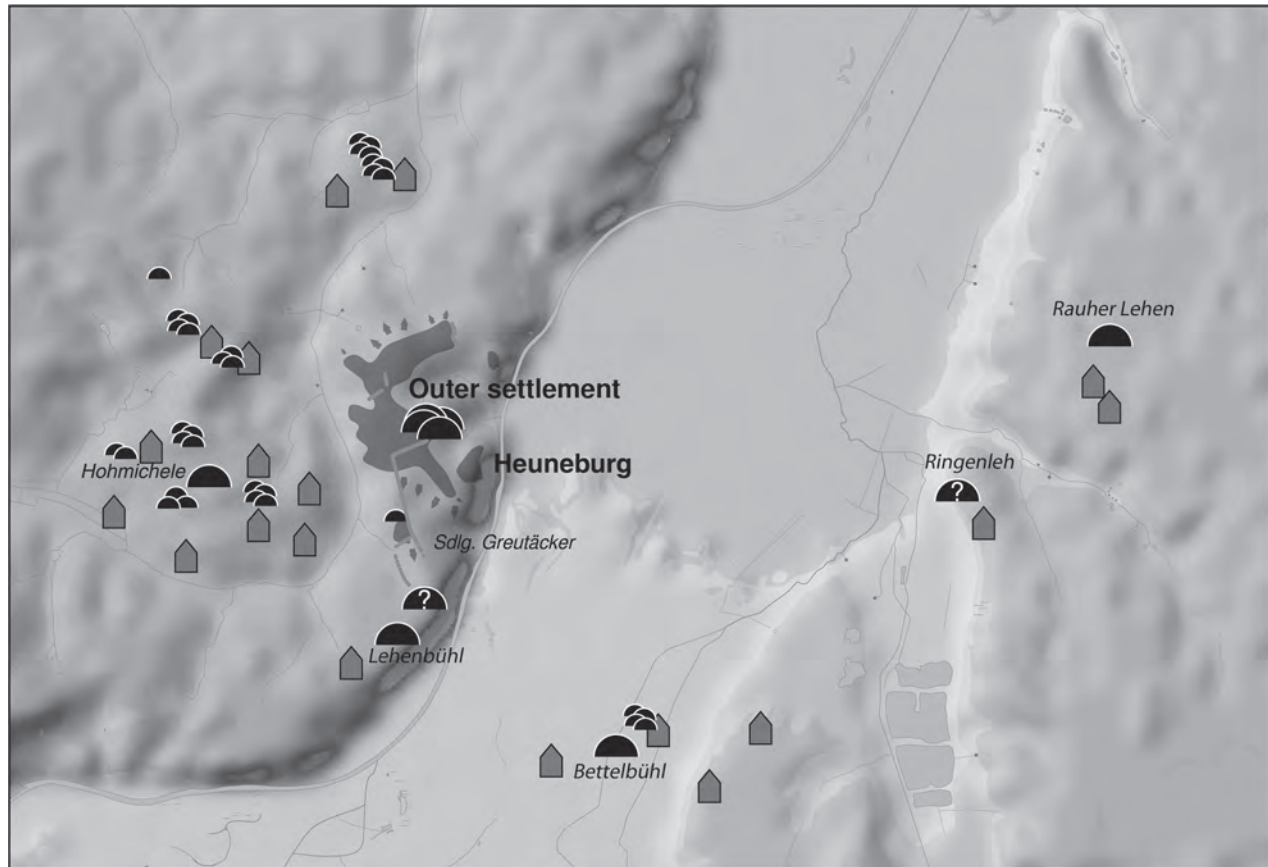 Rauher Lehen
Outer settlement
Ringenleh
Heuneburg
Hohmichele
?
Sdlg. Greutäcker
?
Lehenbühl
Bettelbühl